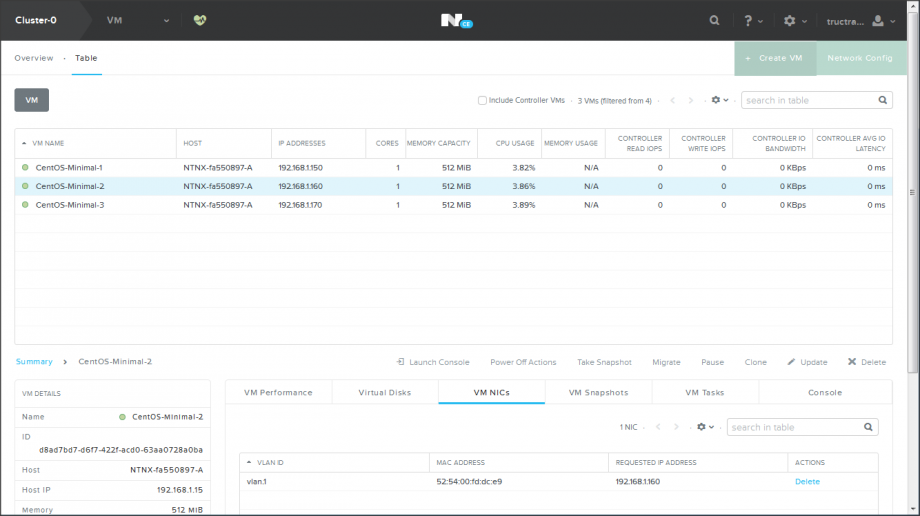 Cluster-0 VM N CE ? tructra...
Overview · Table + Create VM Network Config
VM Include Controller VMs · 3 VMs (filtered from 4) · < > · search in table
VM NAME HOST IP ADDRESSES CORES MEMORY CAPACITY CPU USAGE MEMORY USAGE CONTROLLER READ IOPS CONTROLLER WRITE IOPS CONTROLLER IO BANDWIDTH CONTROLLER AVG IO LATENCY
CentOS-Minimal-1 NTNX-fa550897-A 192.168.1.150 1 512 MiB 3.82% N/A 0 0 0 KBps 0 ms
CentOS-Minimal-2 NTNX-fa550897-A 192.168.1.160 1 512 MiB 3.86% N/A 0 0 0 KBps 0 ms
CentOS-Minimal-3 NTNX-fa550897-A 192.168.1.170 1 512 MiB 3.89% N/A 0 0 0 KBps 0 ms
Summary > CentOS-Minimal-2 Launch Console Power Off Actions Take Snapshot Migrate Pause Clone Update Delete
VM DETAILS
Name CentOS-Minimal-2
ID
d8ad7bd7-d6f7-422f-acd0-63aa0728a0ba
Host NTNX-fa550897-A
Host IP 192.168.1.15
Memory 512 MiB
VM Performance Virtual Disks VM NICs VM Snapshots VM Tasks Console
1 NIC · < > · search in table
VLAN ID MAC ADDRESS REQUESTED IP ADDRESS ACTIONS
vlan.1 52:54:00:fd:dc:e9 192.168.1.160 Delete